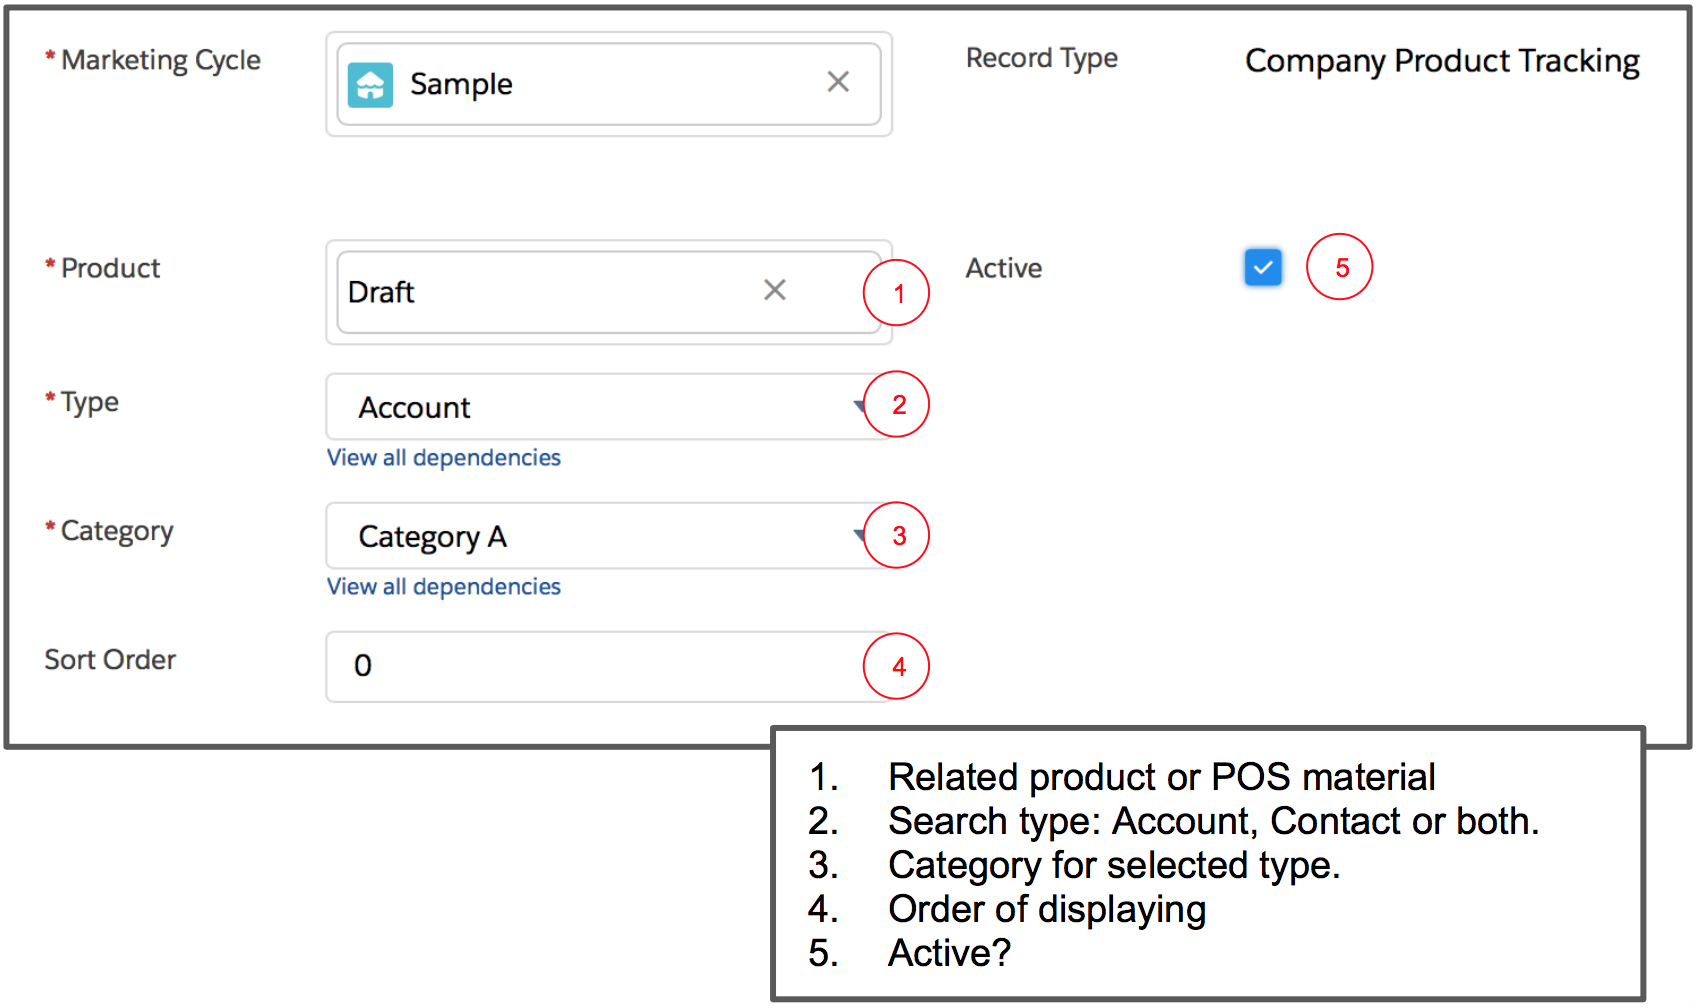 * Marketing Cycle Sample Record Type Company Product Tracking
* Product Draft 1 Active 5
* Type Account 2
View all dependencies
* Category Category A 3
View all dependencies
Sort Order 0 4
1. Related product or POS material
2. Search type: Account, Contact or both.
3. Category for selected type.
4. Order of displaying
5. Active?